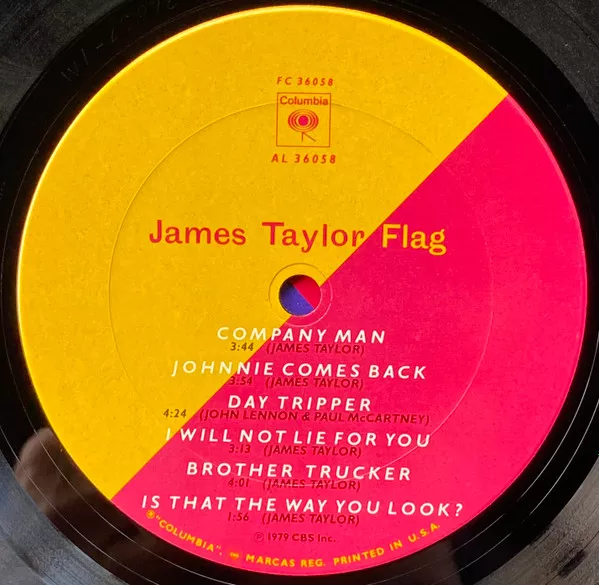 FC 36058
Columbia
AL 36058
James Taylor Flag
COMPANY MAN
3:44 (JAMES TAYLOR)
JOHNNIE COMES BACK
3:54 (JAMES TAYLOR)
DAY TRIPPER
4:24 (JOHN LENNON & PAUL McCARTNEY)
I WILL NOT LIE FOR YOU
3:13 (JAMES TAYLOR)
BROTHER TRUCKER
4:01 (JAMES TAYLOR)
IS THAT THE WAY YOU LOOK?
1:56 (JAMES TAYLOR)
Ⓟ 1979 CBS Inc.
® "COLUMBIA", MARCAS REG. PRINTED IN U.S.A.